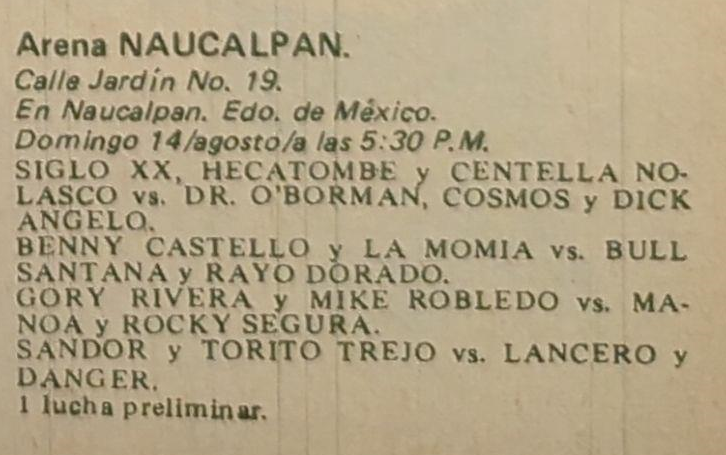 Arena NAUCALPAN.
Calle Jardín No. 19.
En Naucalpan. Edo. de México.
Domingo 14/agosto/a las 5:30 P.M.
SIGLO XX, HECATOMBE y CENTELLA NO-
LASCO vs. DR. O'BORMAN, COSMOS y DICK
ANGELO.
BENNY CASTELLO y LA MOMIA vs. BULL
SANTANA y RAYO DORADO.
GORY RIVERA y MIKE ROBLEDO vs. MA-
NOA y ROCKY SEGURA.
SANDOR y TORITO TREJO vs. LANCERO y
DANGER.
1 lucha preliminar.